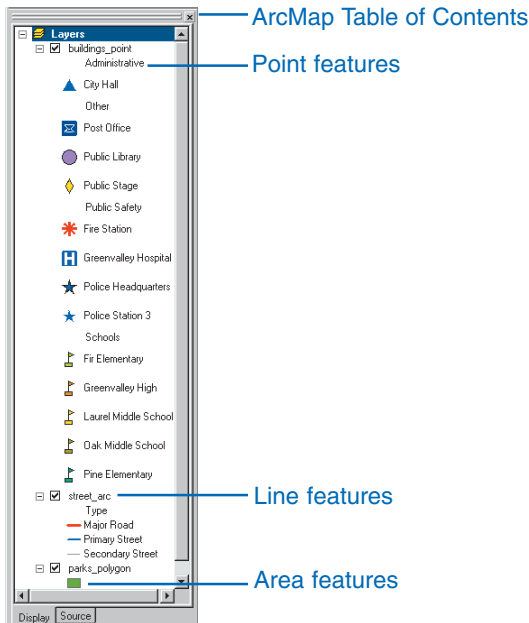 ArcMap Table of Contents
Layers
buildings_point
Administrative
Point features
City Hall
Other
Post Office
Public Library
Public Stage
Public Safety
Fire Station
H Greenvalley Hospital
Police Headquarters
Police Station 3
Schools
Fir Elementary
Greenvalley High
Laurel Middle School
Oak Middle School
Pine Elementary
street_arc
Line features
Type
Major Road
Primary Street
Secondary Street
parks_polygon
Area features
Display Source